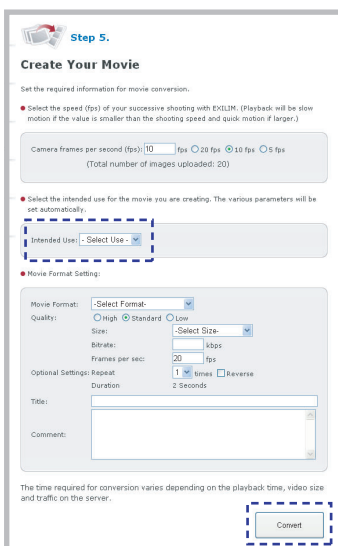 Step 5.
Create Your Movie
Set the required information for movie conversion.
Select the speed (fps) of your successive shooting with EXILIM. (Playback will be slow
motion if the value is smaller than the shooting speed and quick motion if larger.)
Camera frames per second (fps): 10 fps 20 fps 10 fps 5 fps
(Total number of images uploaded: 20)
Select the intended use for the movie you are creating. The various parameters will be
set automatically.
Intended Use: - Select Use -
Movie Format Setting:
Movie Format: -Select Format-
Quality: High Standard Low
Size: -Select Size-
Bitrate: kbps
Frames per sec: 20 fps
Optional Settings: Repeat 1 times Reverse
Duration 2 Seconds
Title:
Comment:
The time required for conversion varies depending on the playback time, video size
and traffic on the server.
Convert